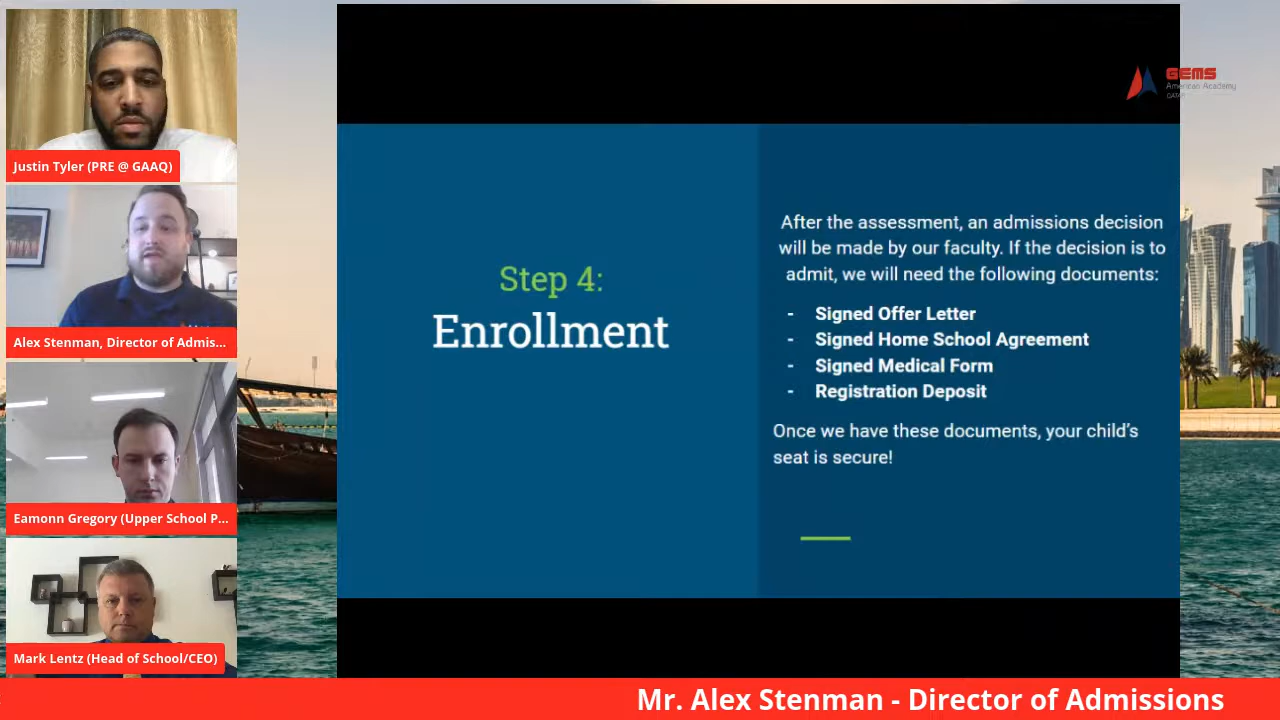 Justin Tyler (PRE @ GAAQ)
Alex Stenman, Director of Admis...
Eamonn Gregory (Upper School P...
Mark Lentz (Head of School/CEO)
GEMS
American Academy
QATAR
Step 4:
Enrollment
After the assessment, an admissions decision
will be made by our faculty. If the decision is to
admit, we will need the following documents:
- Signed Offer Letter
- Signed Home School Agreement
- Signed Medical Form
- Registration Deposit
Once we have these documents, your child's
seat is secure!
Mr. Alex Stenman - Director of Admissions